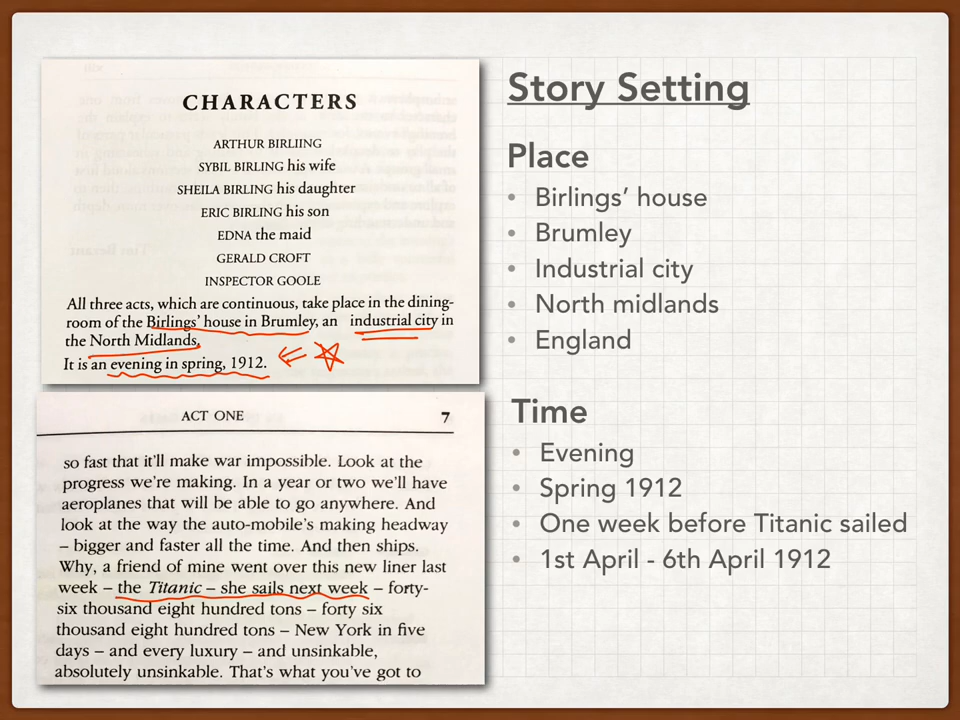 CHARACTERS
ARTHUR BIRLING
SYBIL BIRLING his wife
SHEILA BIRLING his daughter
ERIC BIRLING his son
EDNA the maid
GERALD CROFT
INSPECTOR GOOLE
All three acts, which are continuous, take place in the dining-
room of the Birlings' house in Brumley, an industrial city in
the North Midlands.
It is an evening in spring, 1912.
ACT ONE 7
so fast that it'll make war impossible. Look at the
progress we're making. In a year or two we'll have
aeroplanes that will be able to go anywhere. And
look at the way the auto-mobile's making headway
– bigger and faster all the time. And then ships.
Why, a friend of mine went over this new liner last
week – the Titanic – she sails next week – forty-
six thousand eight hundred tons – forty six
thousand eight hundred tons – New York in five
days – and every luxury – and unsinkable,
absolutely unsinkable. That's what you've got to
Story Setting
Place
• Birlings’ house
• Brumley
• Industrial city
• North midlands
• England
Time
• Evening
• Spring 1912
• One week before Titanic sailed
• 1st April - 6th April 1912